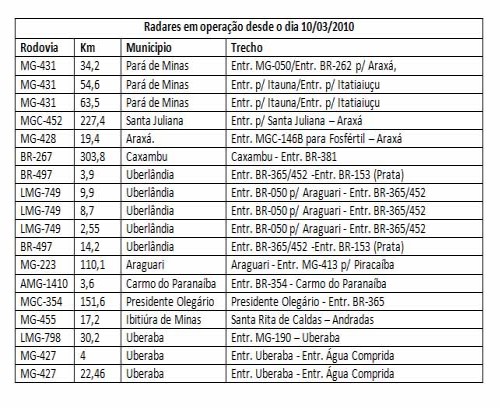 Radares em operação desde o dia 10/03/2010
Rodovia Km Municipio Trecho
MG-431 34,2 Pará de Minas Entr. MG-050/Entr. BR-262 p/ Araxá,
MG-431 54,6 Pará de Minas Entr. p/ Itauna/Entr. p/ Itatiaiuçu
MG-431 63,5 Pará de Minas Entr. p/ Itauna/Entr. p/ Itatiaiuçu
MGC-452 227,4 Santa Juliana Entr. p/ Santa Juliana – Araxá
MG-428 19,4 Araxá. Entr. MGC-146B para Fosfértil – Araxá
BR-267 303,8 Caxambu Caxambu - Entr. BR-381
BR-497 3,9 Uberlândia Entr. BR-365/452 -Entr. BR-153 (Prata)
LMG-749 9,9 Uberlândia Entr. BR-050 p/ Araguari - Entr. BR-365/452
LMG-749 8,7 Uberlândia Entr. BR-050 p/ Araguari - Entr. BR-365/452
LMG-749 2,55 Uberlândia Entr. BR-050 p/ Araguari - Entr. BR-365/452
BR-497 14,2 Uberlândia Entr. BR-365/452 -Entr. BR-153 (Prata)
MG-223 110,1 Araguari Araguari - Entr. MG-413 p/ Piracaíba
AMG-1410 3,6 Carmo do Paranaíba Entr. BR-354 - Carmo do Paranaíba
MGC-354 151,6 Presidente Olegário Presidente Olegário - Entr. BR-365
MG-455 17,2 Ibitiúra de Minas Santa Rita de Caldas – Andradas
LMG-798 30,2 Uberaba Entr. MG-190 – Uberaba
MG-427 4 Uberaba Entr. Uberaba - Entr. Água Comprida
MG-427 22,46 Uberaba Entr. Uberaba - Entr. Água Comprida